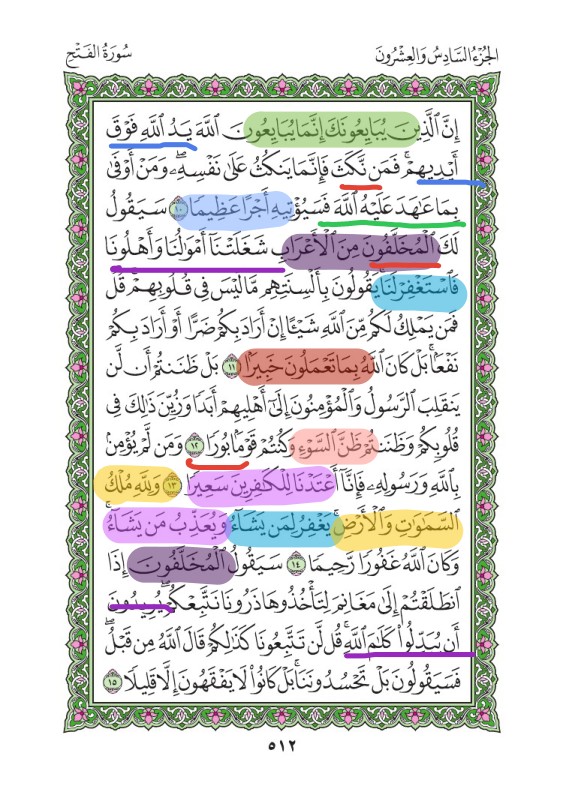 الجُزْءُ السَّادِسُ وَالعِشْرُونَ
سُورَةُ الفَتْحِ
إِنَّ ٱلَّذِينَ يُبَايِعُونَكَ إِنَّمَا يُبَايِعُونَ ٱللَّهَ يَدُ ٱللَّهِ فَوْقَ
أَيْدِيهِمْۚ فَمَن نَّكَثَ فَإِنَّمَا يَنكُثُ عَلَىٰ نَفْسِهِۦۖ وَمَنْ أَوْفَىٰ
بِمَا عَٰهَدَ عَلَيْهُ ٱللَّهَ فَسَيُؤْتِيهِ أَجْرًا عَظِيمًا ١٠ سَيَقُولُ
لَكَ ٱلْمُخَلَّفُونَ مِنَ ٱلْأَعْرَابِ شَغَلَتْنَآ أَمْوَٰلُنَا وَأَهْلُونَا
فَٱسْتَغْفِرْ لَنَاۚ يَقُولُونَ بِأَلْسِنَتِهِم مَّا لَيْسَ فِى قُلُوبِهِمْۚ قُلْ
فَمَن يَمْلِكُ لَكُم مِّنَ ٱللَّهِ شَيْـًٔا إِنْ أَرَادَ بِكُمْ ضَرًّا أَوْ أَرَادَ بِكُمْ
نَفْعًۢاۚ بَلْ كَانَ ٱللَّهُ بِمَا تَعْمَلُونَ خَبِيرًۢا ١١ بَلْ ظَنَنتُمْ أَن لَّن
يَنقَلِبَ ٱلرَّسُولُ وَٱلْمُؤْمِنُونَ إِلَىٰٓ أَهْلِيهِمْ أَبَدًا وَزُيِّنَ ذَٰلِكَ فِى
قُلُوبِكُمْ وَظَنَنتُمْ ظَنَّ ٱلسَّوْءِ وَكُنتُمْ قَوْمًۢا بُورًا ١٢ وَمَن لَّمْ يُؤْمِنۢ
بِٱللَّهِ وَرَسُولِهِۦ فَإِنَّآ أَعْتَدْنَا لِلْكَٰفِرِينَ سَعِيرًا ١٣ وَلِلَّهِ مُلْكُ
ٱلسَّمَٰوَٰتِ وَٱلْأَرْضِۚ يَغْفِرُ لِمَن يَشَآءُ وَيُعَذِّبُ مَن يَشَآءُۚ
وَكَانَ ٱللَّهُ غَفُورًا رَّحِيمًا ١٤ سَيَقُولُ ٱلْمُخَلَّفُونَ إِذَا
ٱنطَلَقْتُمْ إِلَىٰ مَغَانِمَ لِتَأْخُذُوهَا ذَرُونَا نَتَّبِعْكُمْۖ يُرِيدُونَ
أَن يُبَدِّلُوا۟ كَلَٰمَ ٱللَّهِۚ قُل لَّن تَتَّبِعُونَا كَذَٰلِكُمْ قَالَ ٱللَّهُ مِن قَبْلُۖ
فَسَيَقُولُونَ بَلْ تَحْسُدُونَنَاۚ بَلْ كَانُوا۟ لَا يَفْقَهُونَ إِلَّا قَلِيلًا ١٥
٥١٢